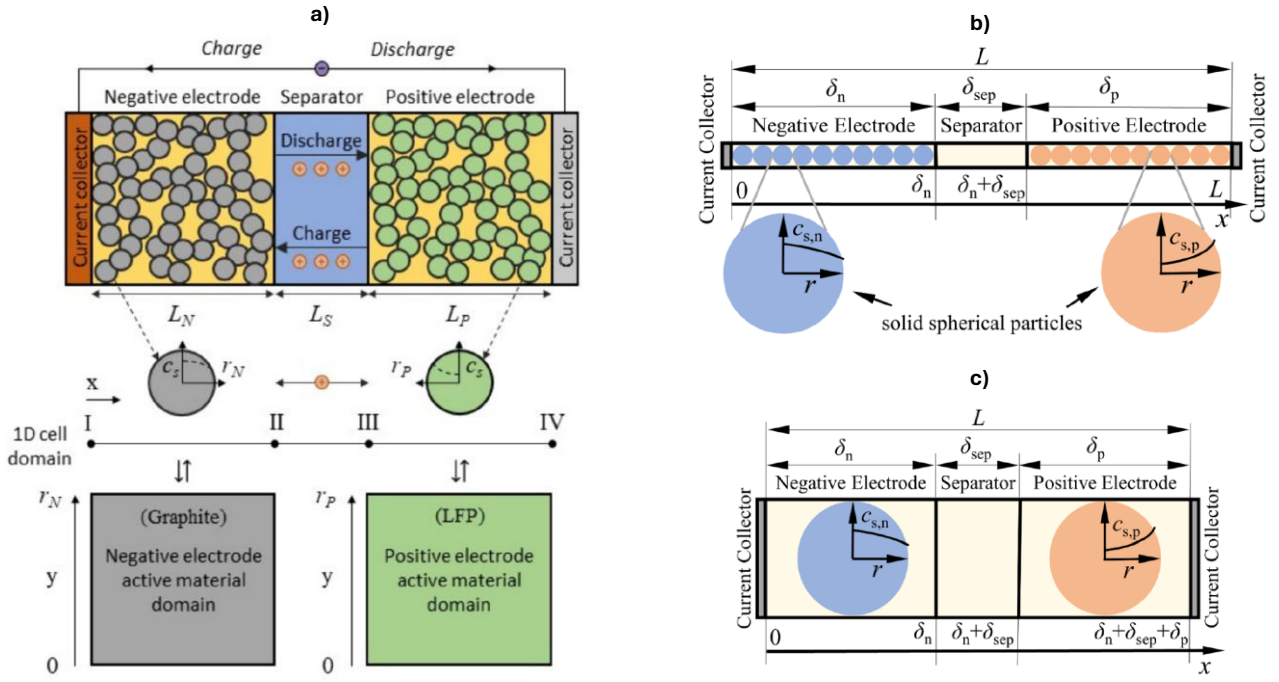 a)
Charge Discharge
Negative electrode Separator Positive electrode
Current collector
Discharge
Charge
Current collector
L_N L_S L_P
c_s r_N
r_P c_s
x
I II III IV
1D cell
domain
r_N
(Graphite)
Negative electrode
active material
domain
y
0
r_P
(LFP)
Positive electrode
active material
domain
y
0
b)
L
δ_n δ_sep δ_p
Negative Electrode Separator Positive Electrode
Current Collector
Current Collector
0 δ_n δ_n+δ_sep L
x
c_s,n
r
c_s,p
r
solid spherical particles
c)
L
δ_n δ_sep δ_p
Negative Electrode Separator Positive Electrode
Current Collector
Current Collector
c_s,n
r
c_s,p
r
0 δ_n δ_n+δ_sep δ_n+δ_sep+δ_p
x